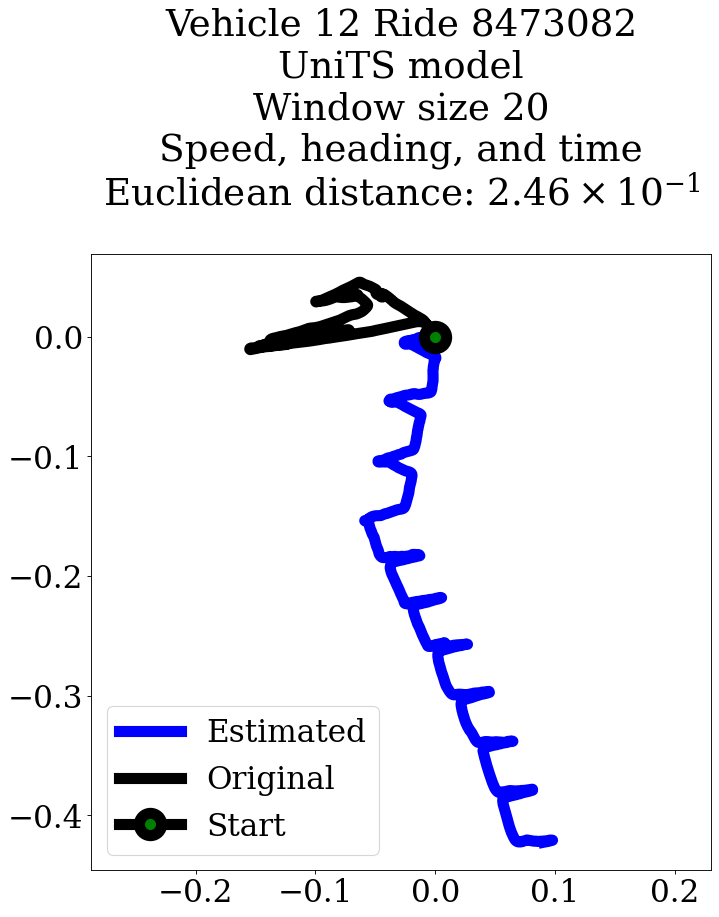 Vehicle 12 Ride 8473082
UniTS model
Window size 20
Speed, heading, and time
Euclidean distance: 2.46 × 10⁻¹
0.0
−0.1
−0.2
−0.3
−0.4
Estimated
Original
Start
−0.2 −0.1 0.0 0.1 0.2